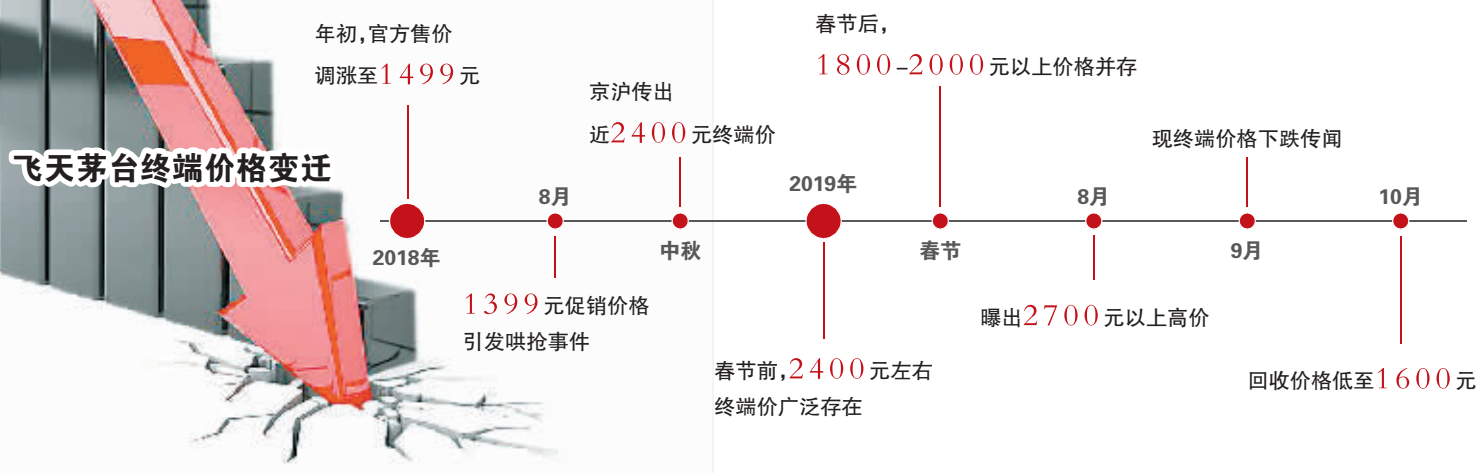 飞天茅台终端价格变迁
年初,官方售价
调涨至1499元
2018年
8月
1399元促销价格
引发哄抢事件
京沪传出
近2400元终端价
中秋
2019年
春节前,2400元左右
终端价广泛存在
春节后,
1800-2000元以上价格并存
春节
8月
曝出2700元以上高价
现终端价格下跌传闻
9月
10月
回收价格低至1600元